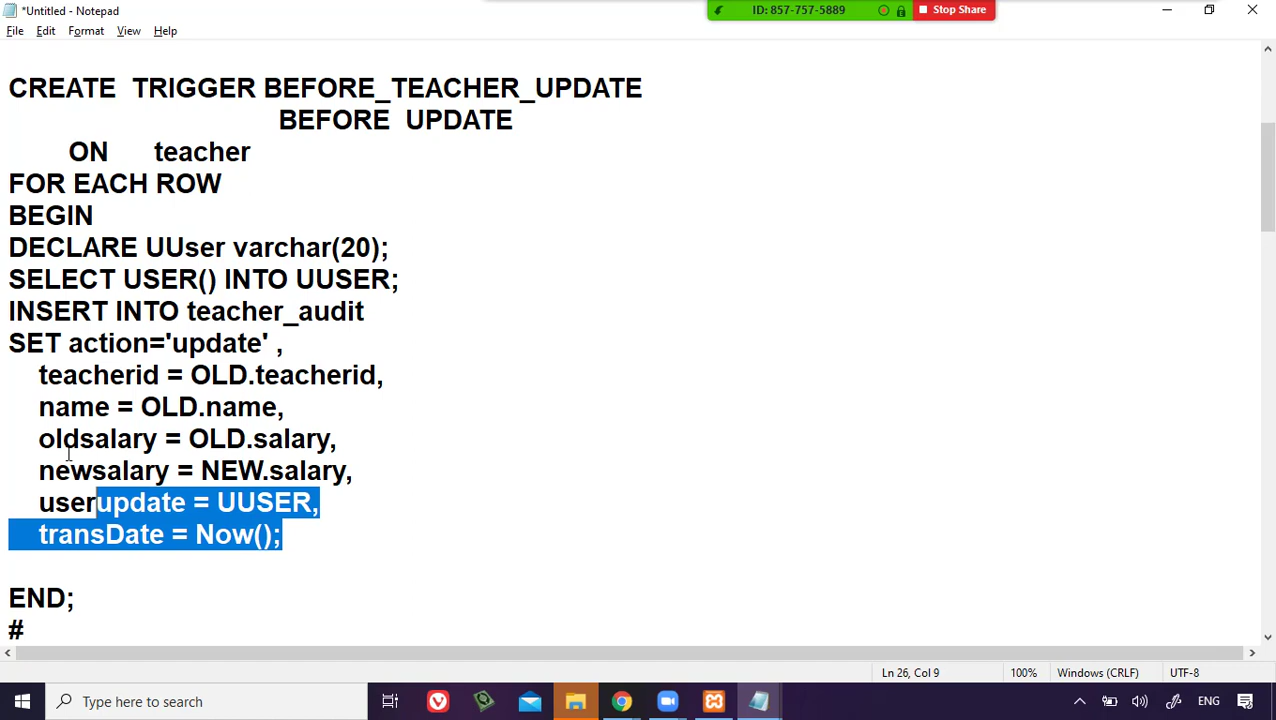 *Untitled - Notepad
ID: 857-757-5889
Stop Share
File Edit Format View Help
CREATE TRIGGER BEFORE_TEACHER_UPDATE
BEFORE UPDATE
ON teacher
FOR EACH ROW
BEGIN
DECLARE UUser varchar(20);
SELECT USER() INTO UUSER;
INSERT INTO teacher_audit
SET action='update' ,
teacherid = OLD.teacherid,
name = OLD.name,
oldsalary = OLD.salary,
newsalary = NEW.salary,
userupdate = UUSER,
transDate = Now();
END;
#
Ln 26, Col 9 100% Windows (CRLF) UTF-8
Type here to search
ENG